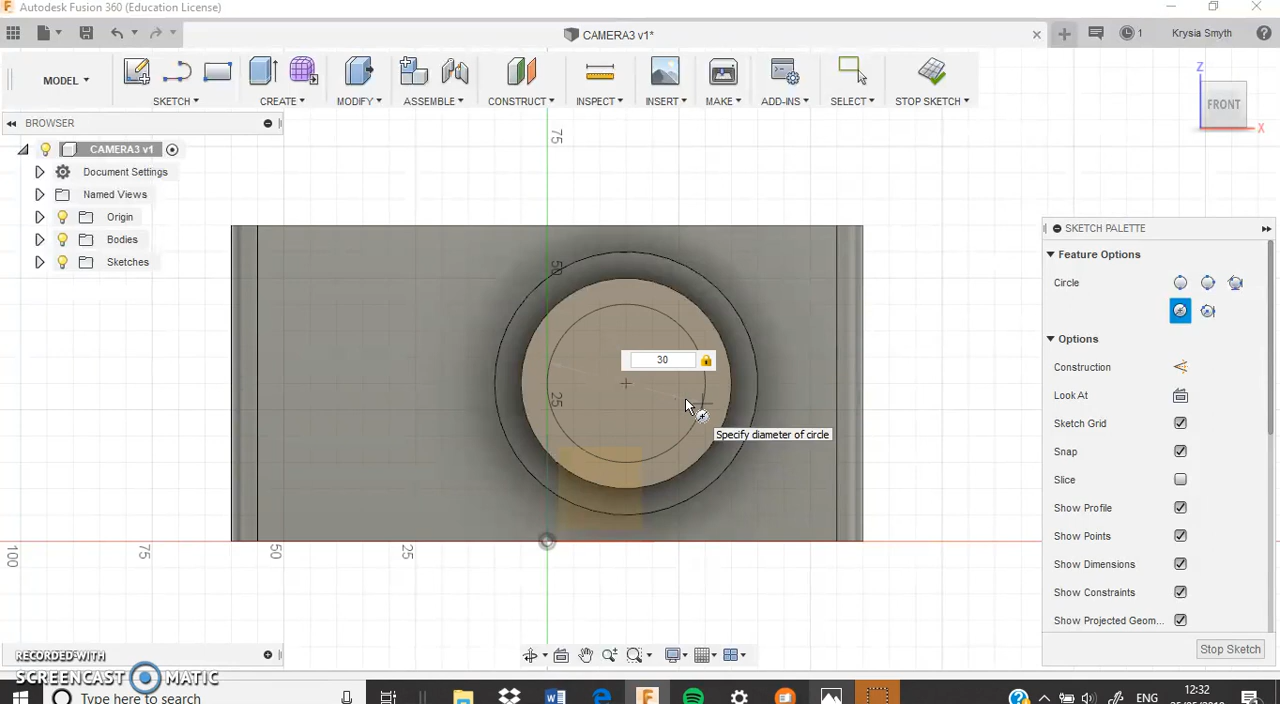 Autodesk Fusion 360 (Education License)
CAMERA3 v1*
1
Krysia Smyth
MODEL
SKETCH
CREATE
MODIFY
ASSEMBLE
CONSTRUCT
INSPECT
INSERT
MAKE
ADD-INS
SELECT
STOP SKETCH
BROWSER
CAMERA3 v1
Document Settings
Named Views
Origin
Bodies
Sketches
Z
FRONT
X
75
50
25
30
Specify diameter of circle
100
75
50
25
SKETCH PALETTE
Feature Options
Circle
Options
Construction
Look At
Sketch Grid
Snap
Slice
Show Profile
Show Points
Show Dimensions
Show Constraints
Show Projected Geom...
Stop Sketch
RECORDED WITH
SCREENCAST MATIC
Type here to search
ENG
12:32